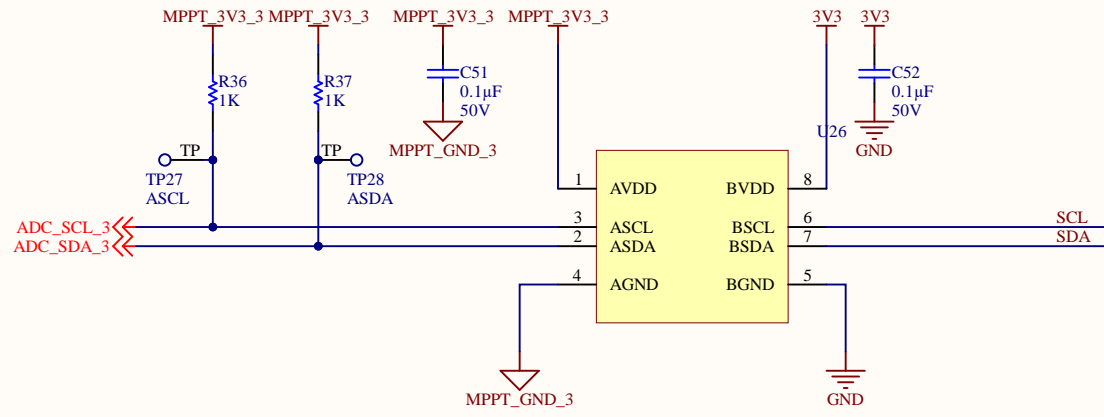 MPPT_3V3_3 MPPT_3V3_3 MPPT_3V3_3 MPPT_3V3_3 3V3 3V3
R36 R37 C51 C52
1K 1K 0.1µF 0.1µF
50V 50V
U26
TP TP MPPT_GND_3 GND
TP27 TP28
ASCL ASDA
1 AVDD BVDD 8
ADC_SCL_3 3 ASCL BSCL 6 SCL
ADC_SDA_3 2 ASDA BSDA 7 SDA
4 AGND BGND 5
MPPT_GND_3 GND